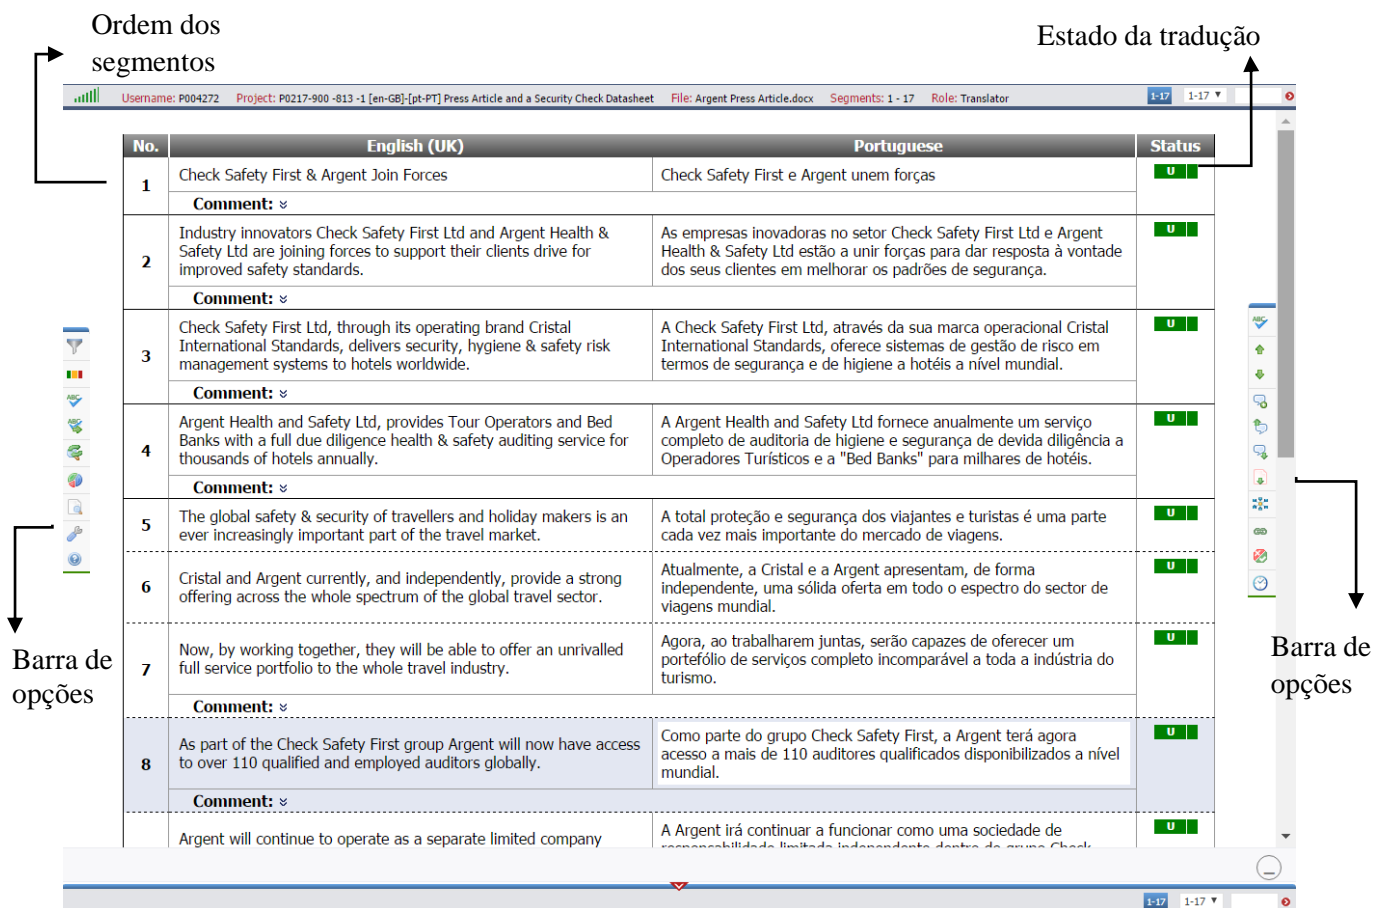 Ordem dos
segmentos
Estado da tradução
Username: P004272 Project: P0217-900 -813 -1 [en-GB]-[pt-PT] Press Article and a Security Check Datasheet File: Argent Press Article.docx Segments: 1 - 17 Role: Translator 1-17 1-17
No. English (UK) Portuguese Status
1 Check Safety First & Argent Join Forces Check Safety First e Argent unem forças U
Comment:
2 Industry innovators Check Safety First Ltd and Argent Health &
Safety Ltd are joining forces to support their clients drive for
improved safety standards.
As empresas inovadoras no setor Check Safety First Ltd e Argent
Health & Safety Ltd estão a unir forças para dar resposta à vontade
dos seus clientes em melhorar os padrões de segurança.
U
Comment:
3 Check Safety First Ltd, through its operating brand Cristal
International Standards, delivers security, hygiene & safety risk
management systems to hotels worldwide.
A Check Safety First Ltd, através da sua marca operacional Cristal
International Standards, oferece sistemas de gestão de risco em
termos de segurança e de higiene a hotéis a nível mundial.
U
Comment:
4 Argent Health and Safety Ltd, provides Tour Operators and Bed
Banks with a full due diligence health & safety auditing service for
thousands of hotels annually.
A Argent Health and Safety Ltd fornece anualmente um serviço
completo de auditoria de higiene e segurança de devida diligência a
Operadores Turísticos e a "Bed Banks" para milhares de hotéis.
U
Comment:
5 The global safety & security of travellers and holiday makers is an
ever increasingly important part of the travel market.
A total proteção e segurança dos viajantes e turistas é uma parte
cada vez mais importante do mercado de viagens.
U
6 Cristal and Argent currently, and independently, provide a strong
offering across the whole spectrum of the global travel sector.
Atualmente, a Cristal e a Argent apresentam, de forma
independente, uma sólida oferta em todo o espectro do sector de
viagens mundial.
U
7 Now, by working together, they will be able to offer an unrivalled
full service portfolio to the whole travel industry.
Agora, ao trabalharem juntas, serão capazes de oferecer um
portefólio de serviços completo incomparável a toda a indústria do
turismo.
U
Comment:
8 As part of the Check Safety First group Argent will now have access
to over 110 qualified and employed auditors globally.
Como parte do grupo Check Safety First, a Argent terá agora
acesso a mais de 110 auditores qualificados disponibilizados a nível
mundial.
U
Comment:
Argent will continue to operate as a separate limited company
A Argent irá continuar a funcionar como uma sociedade de
responsabilidade limitada independente dentro do grupo Check
U
ABC
ABC
ABC
Barra de
opções
Barra de
opções
1-17 1-17